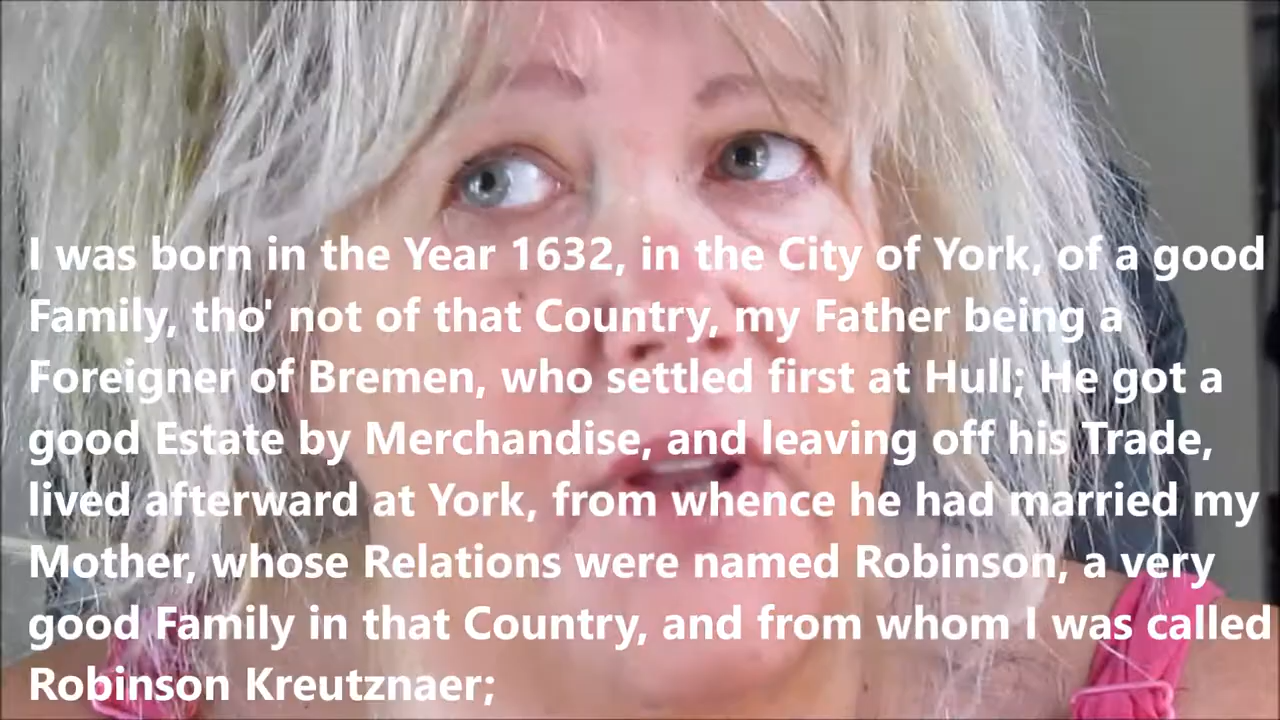 I was born in the Year 1632, in the City of York, of a good
Family, tho' not of that Country, my Father being a
Foreigner of Bremen, who settled first at Hull; He got a
good Estate by Merchandise, and leaving off his Trade,
lived afterward at York, from whence he had married my
Mother, whose Relations were named Robinson, a very
good Family in that Country, and from whom I was called
Robinson Kreutznaer;